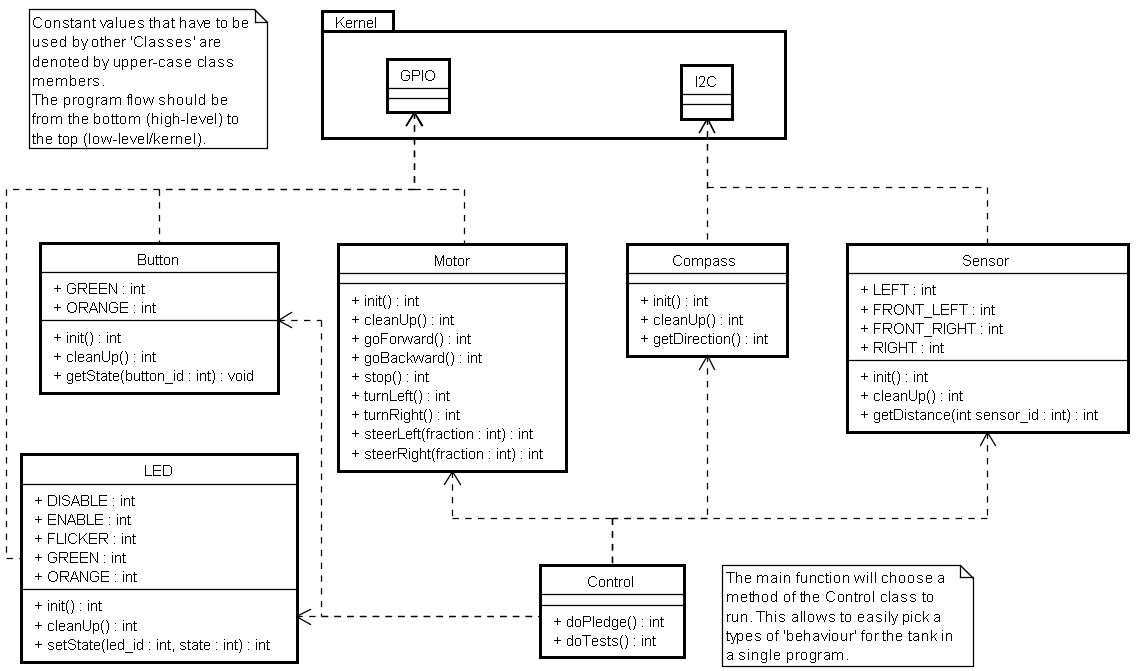 Constant values that have to be
used by other 'Classes' are
denoted by upper-case class
members.
The program flow should be
from the bottom (high-level) to
the top (low-level/kernel).
Kernel
GPIO
I2C
Button
+ GREEN : int
+ ORANGE : int
+ init() : int
+ cleanUp() : int
+ getState(button_id : int) : void
Motor
+ init() : int
+ cleanUp() : int
+ goForward() : int
+ goBackward() : int
+ stop() : int
+ turnLeft() : int
+ turnRight() : int
+ steerLeft(fraction : int) : int
+ steerRight(fraction : int) : int
Compass
+ init() : int
+ cleanUp() : int
+ getDirection() : int
Sensor
+ LEFT : int
+ FRONT_LEFT : int
+ FRONT_RIGHT : int
+ RIGHT : int
+ init() : int
+ cleanUp() : int
+ getDistance(int sensor_id : int) : int
LED
+ DISABLE : int
+ ENABLE : int
+ FLICKER : int
+ GREEN : int
+ ORANGE : int
+ init() : int
+ cleanUp() : int
+ setState(led_id : int, state : int) : int
Control
+ doPledge() : int
+ doTests() : int
The main function will choose a
method of the Control class to
run. This allows to easily pick a
types of 'behaviour' for the tank in
a single program.